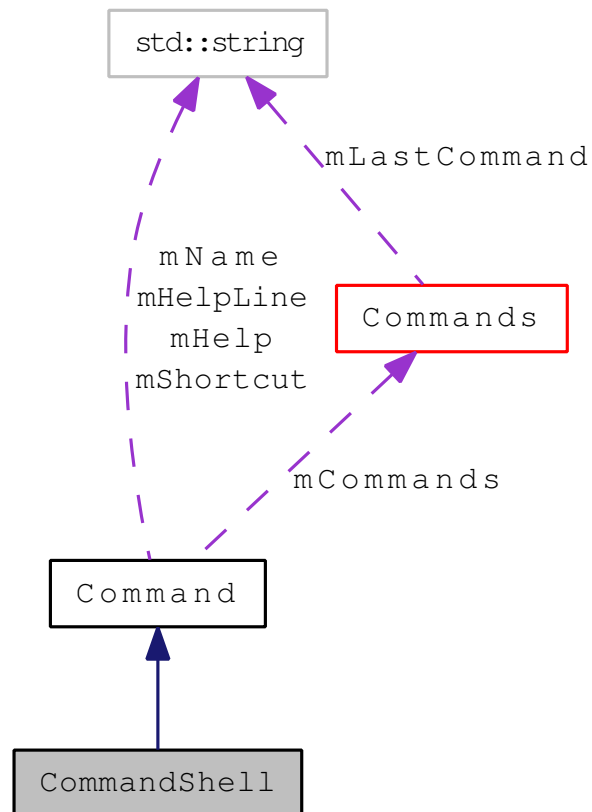 std::string
mLastCommand
mName
mHelpLine
mHelp
mShortcut
Commands
mCommands
Command
CommandShell